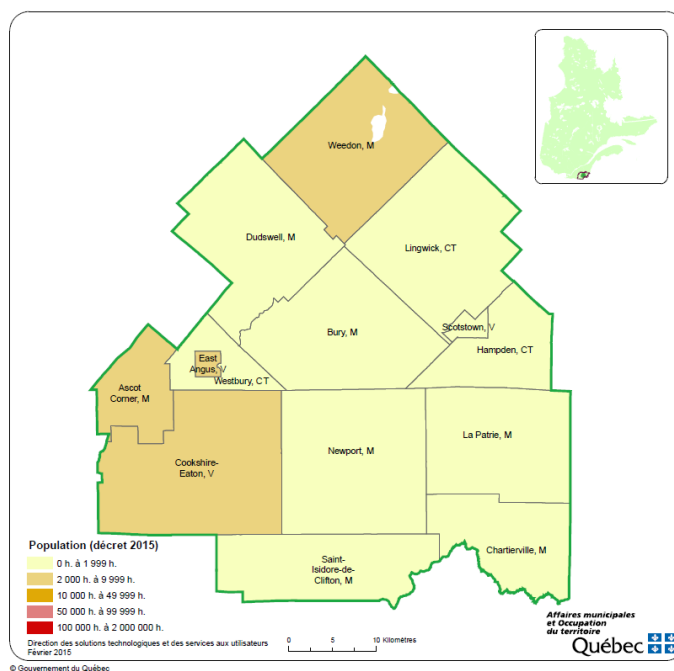 Weedon, M
Dudswell, M
Lingwick, CT
Bury, M
Scotstown, V
Hampden, CT
East
Angus, V
Westbury, CT
Ascot
Corner, M
La Patrie, M
Newport, M
Cookshire-
Eaton, V
Chartierville, M
Saint-
Isidore-de-
Clifton, M
Population (décret 2015)
0 h. à 1 999 h.
2 000 h. à 9 999 h.
10 000 h. à 49 999 h.
50 000 h. à 99 999 h.
100 000 h. à 2 000 000 h.
Direction des solutions technologiques et des services aux utilisateurs
Février 2015
0 5 10 Kilomètres
Affaires municipales
et Occupation
du territoire
Québec
© Gouvernement du Québec